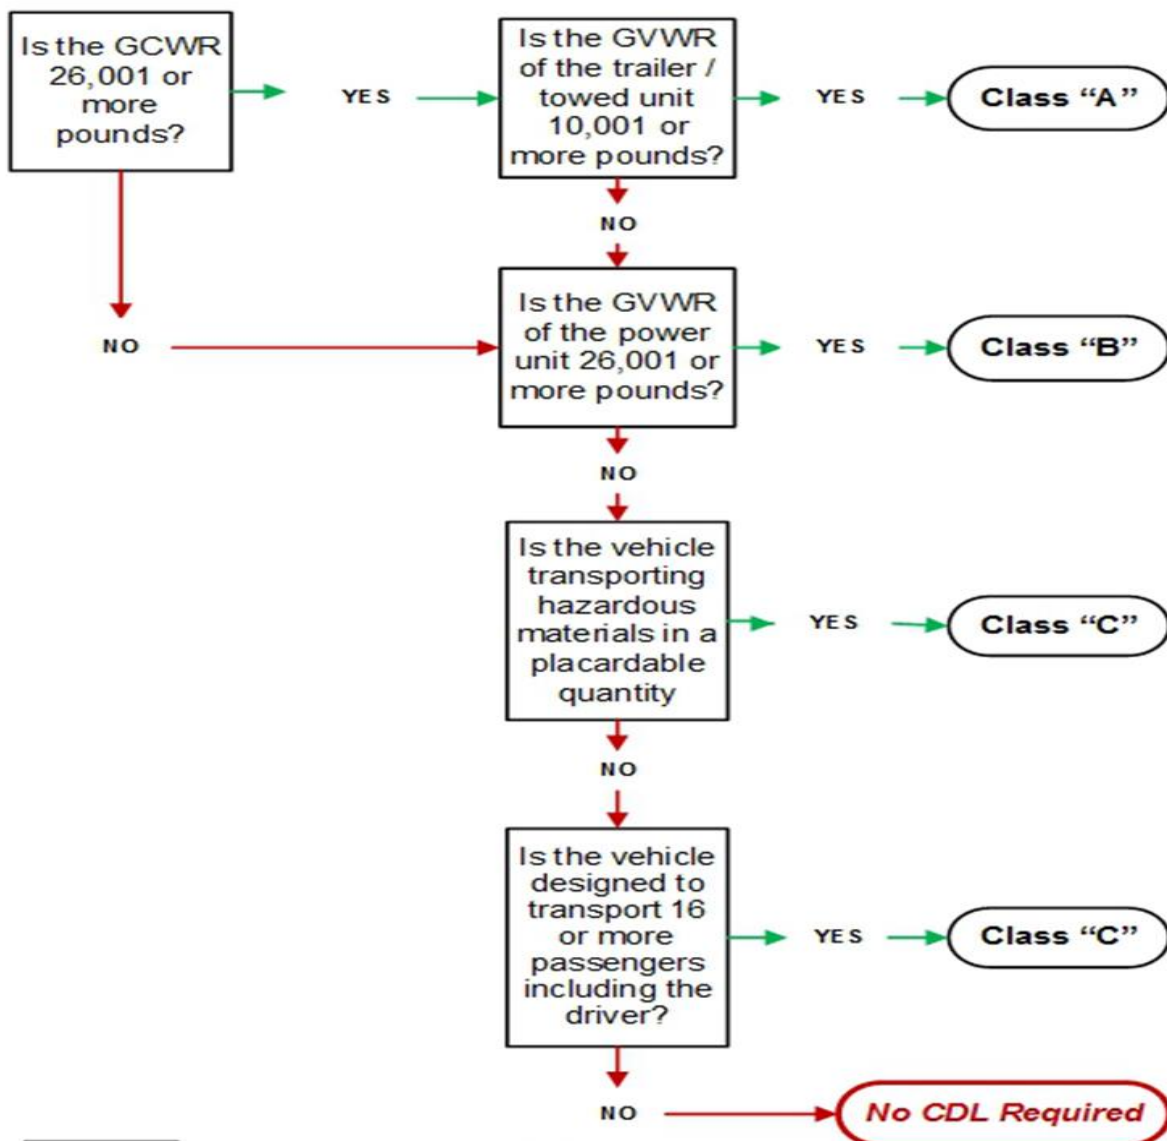 Is the GCWR
26,001 or
more
pounds?
YES
Is the GVWR
of the trailer /
towed unit
10,001 or
more pounds?
YES
Class “A”
NO
NO
Is the GVWR
of the power
unit 26,001 or
more pounds?
YES
Class “B”
NO
Is the vehicle
transporting
hazardous
materials in a
placardable
quantity
YES
Class “C”
NO
Is the vehicle
designed to
transport 16
or more
passengers
including the
driver?
YES
Class “C”
NO
No CDL Required